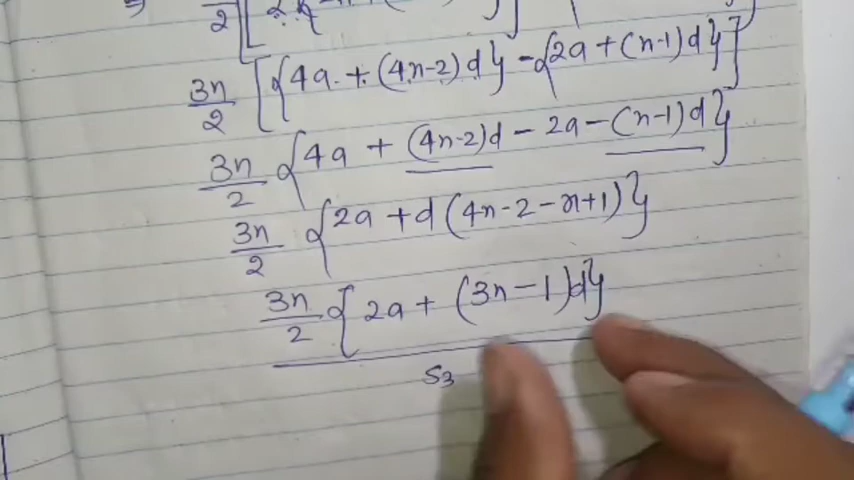 3n/2 [{4a + (4n-2)d} - {2a + (n-1)d}]
3n/2 {4a + (4n-2)d - 2a - (n-1)d}
3n/2 {2a + d(4n-2-n+1)}
3n/2 {2a + (3n-1)d}
S3